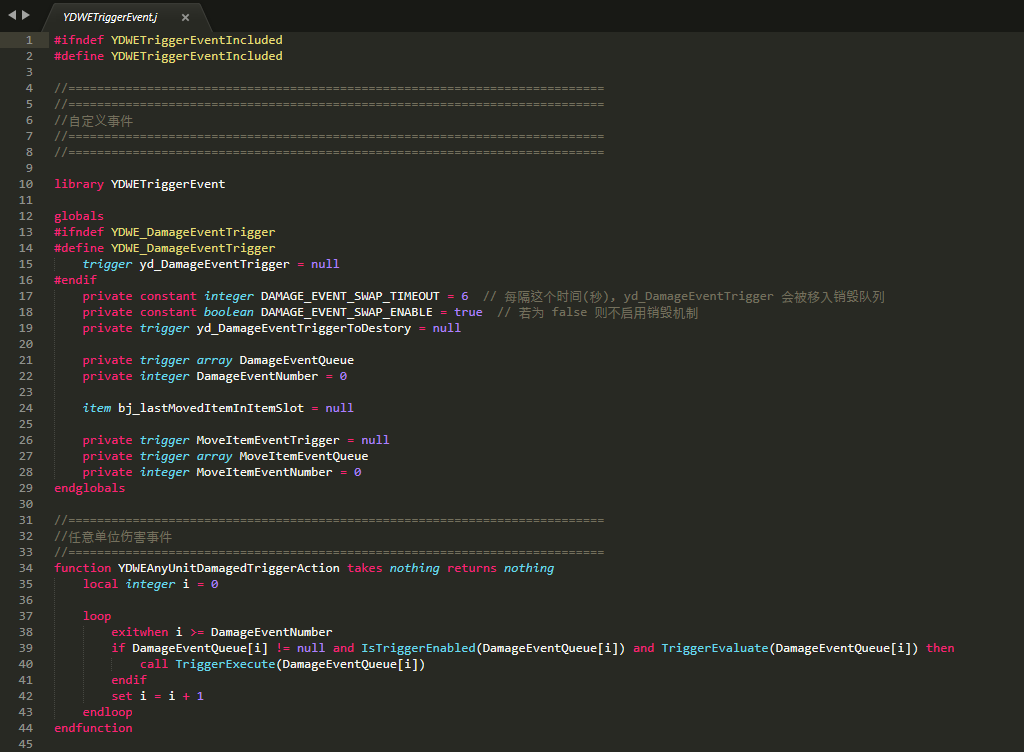 YDWETriggerEvent.j ×
1 #ifndef YDWETriggerEventIncluded
2 #define YDWETriggerEventIncluded
3
4 //===========================================================================
5 //===========================================================================
6 //自定义事件
7 //===========================================================================
8 //===========================================================================
9
10 library YDWETriggerEvent
11
12 globals
13 #ifndef YDWE_DamageEventTrigger
14 #define YDWE_DamageEventTrigger
15     trigger yd_DamageEventTrigger = null
16 #endif
17     private constant integer DAMAGE_EVENT_SWAP_TIMEOUT = 6  // 每隔这个时间(秒), yd_DamageEventTrigger 会被移入销毁队列
18     private constant boolean DAMAGE_EVENT_SWAP_ENABLE = true  // 若为 false 则不启用销毁机制
19     private trigger yd_DamageEventTriggerToDestory = null
20
21     private trigger array DamageEventQueue
22     private integer DamageEventNumber = 0
23
24     item bj_lastMovedItemInItemSlot = null
25
26     private trigger MoveItemEventTrigger = null
27     private trigger array MoveItemEventQueue
28     private integer MoveItemEventNumber = 0
29 endglobals
30
31 //===========================================================================
32 //任意单位伤害事件
33 //===========================================================================
34 function YDWEAnyUnitDamagedTriggerAction takes nothing returns nothing
35     local integer i = 0
36
37     loop
38         exitwhen i >= DamageEventNumber
39         if DamageEventQueue[i] != null and IsTriggerEnabled(DamageEventQueue[i]) and TriggerEvaluate(DamageEventQueue[i]) then
40             call TriggerExecute(DamageEventQueue[i])
41         endif
42         set i = i + 1
43     endloop
44 endfunction
45